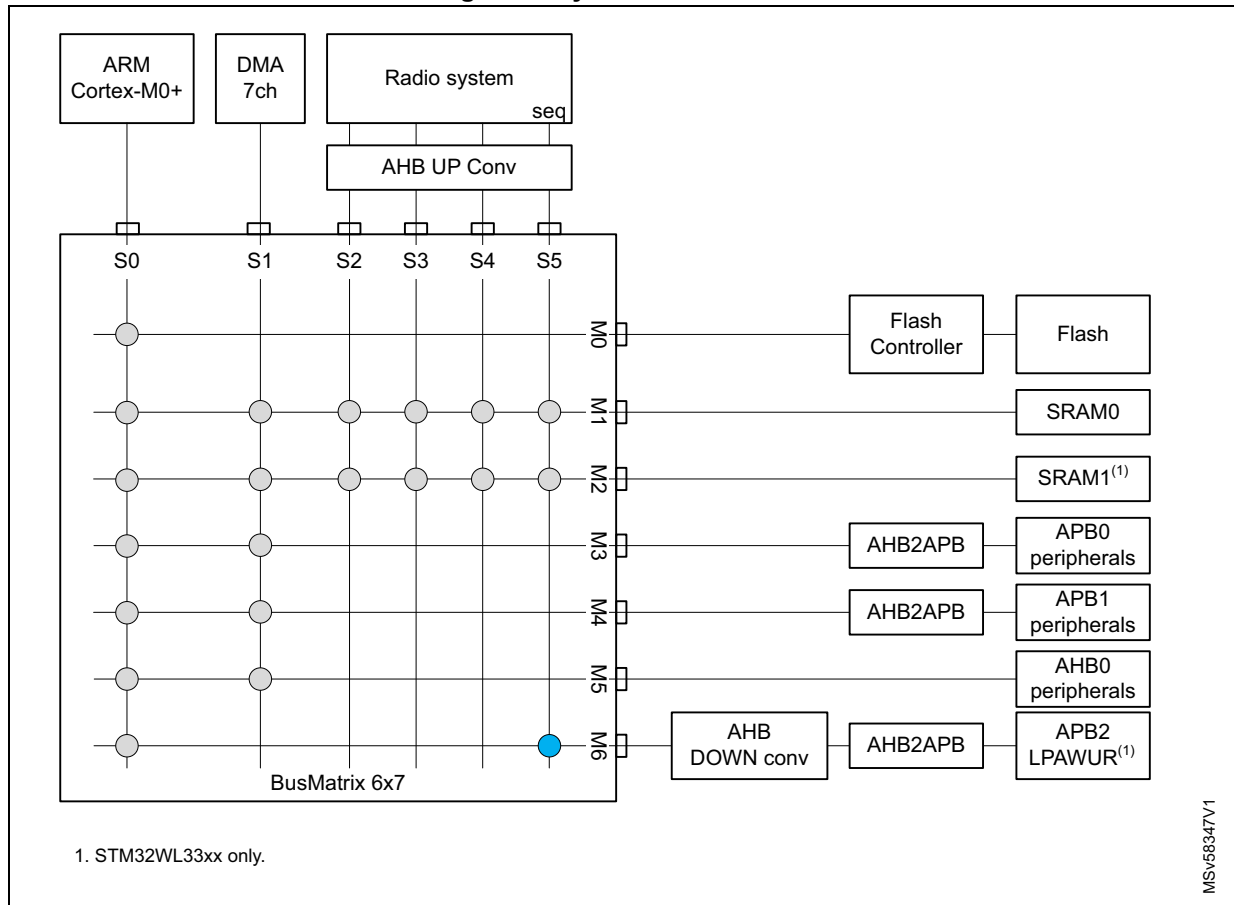 ARM
Cortex-M0+
DMA
7ch
Radio system
seq
AHB UP Conv
S0 S1 S2 S3 S4 S5
M0
Flash
Controller
Flash
M1
SRAM0
M2
SRAM1(1)
M3
AHB2APB
APB0
peripherals
M4
AHB2APB
APB1
peripherals
M5
AHB0
peripherals
M6
AHB
DOWN conv
AHB2APB
APB2
LPAWUR(1)
BusMatrix 6x7
1. STM32WL33xx only.
MSv58347V1